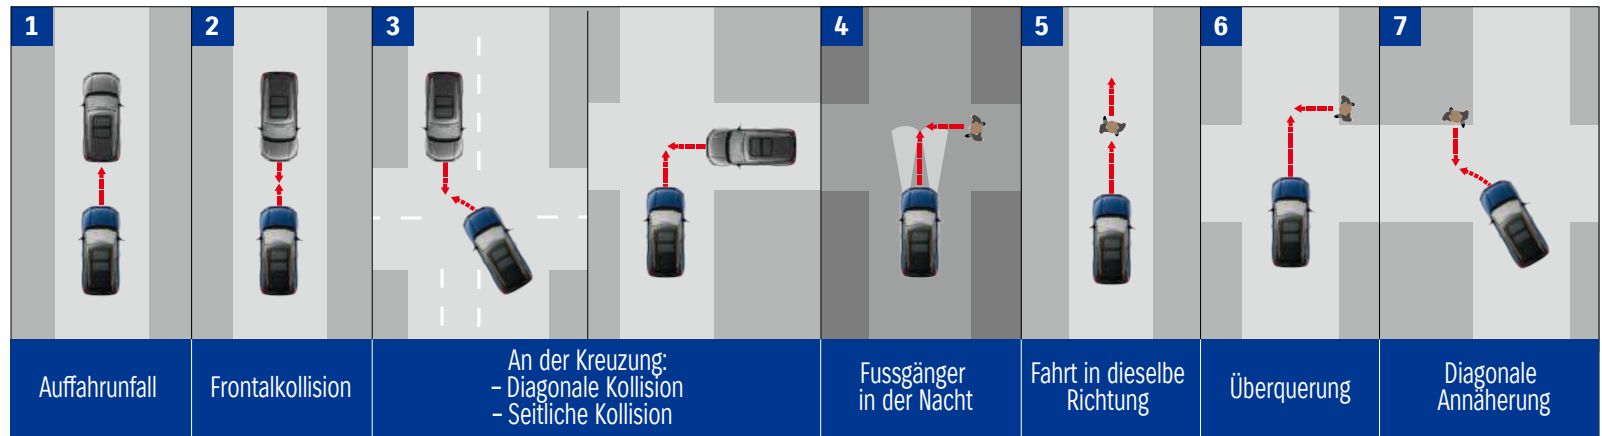 1
2
3
4
5
6
7
Auffahrunfall
Frontalkollision
An der Kreuzung:
– Diagonale Kollision
– Seitliche Kollision
Fussgänger
in der Nacht
Fahrt in dieselbe
Richtung
Überquerung
Diagonale
Annäherung